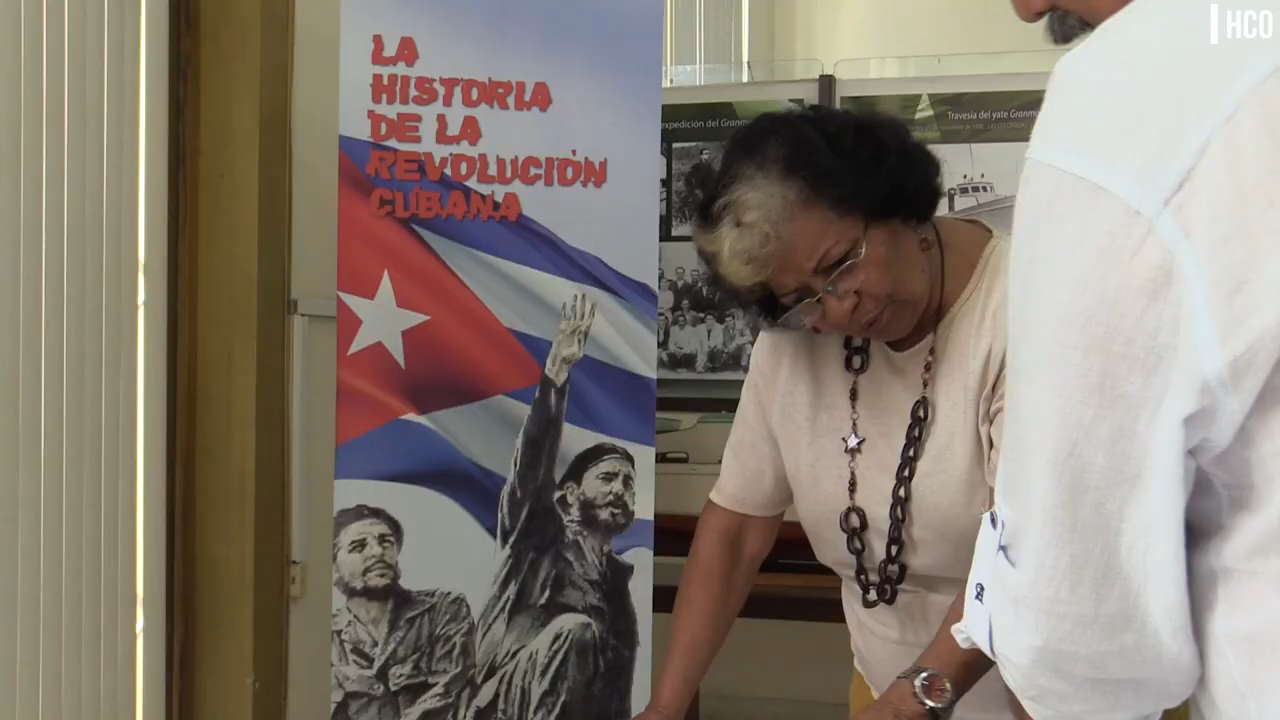 HCO
LA
HISTORIA
DE LA
REVOLUCIÓN
CUBANA
expedición del Granma
Travesía del yate Granma